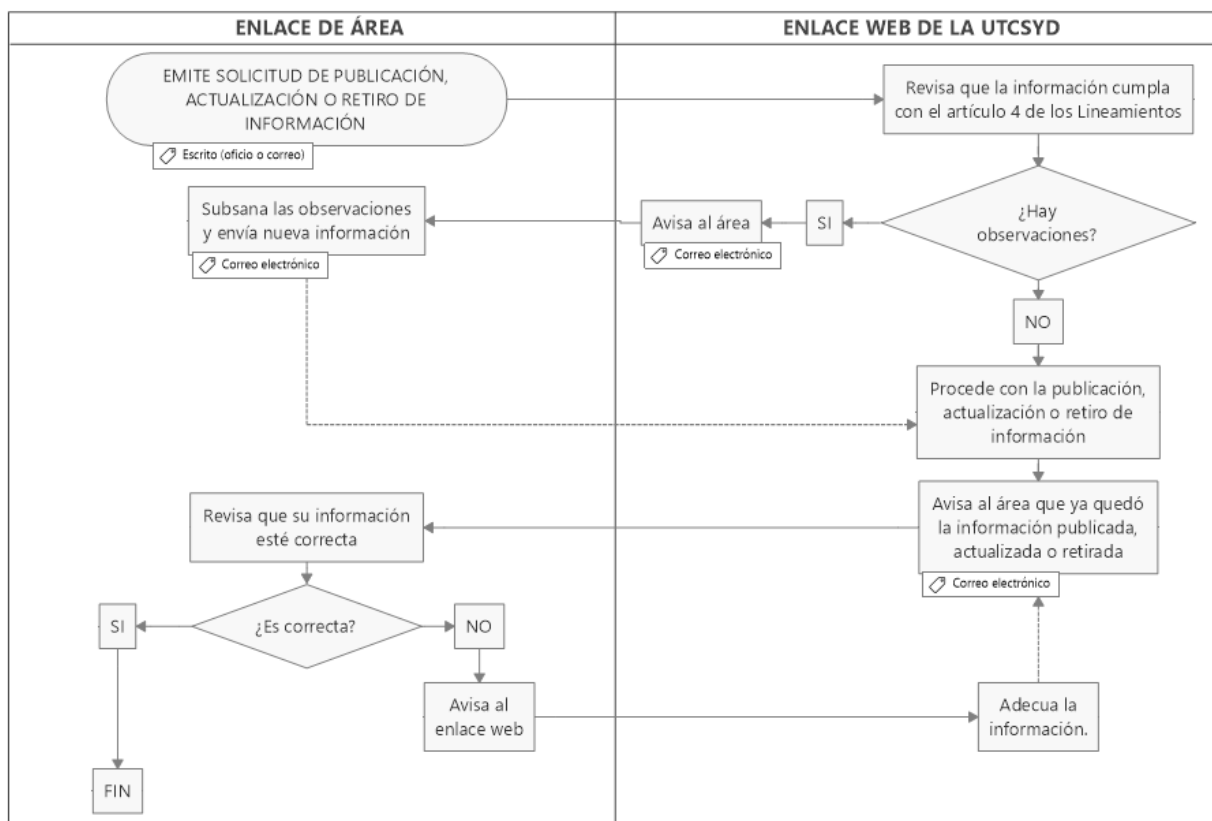 ENLACE DE ÁREA
ENLACE WEB DE LA UTCSYD
EMITE SOLICITUD DE PUBLICACIÓN,
ACTUALIZACIÓN O RETIRO DE
INFORMACIÓN
Escrito (oficio o correo)
Revisa que la información cumpla
con el artículo 4 de los Lineamientos
¿Hay
observaciones?
SI
Avisa al área
Correo electrónico
Subsana las observaciones
y envía nueva información
Correo electrónico
NO
Procede con la publicación,
actualización o retiro de
información
Avisa al área que ya quedó
la información publicada,
actualizada o retirada
Correo electrónico
Revisa que su información
esté correcta
¿Es correcta?
SI
NO
Avisa al
enlace web
Adecua la
información.
FIN